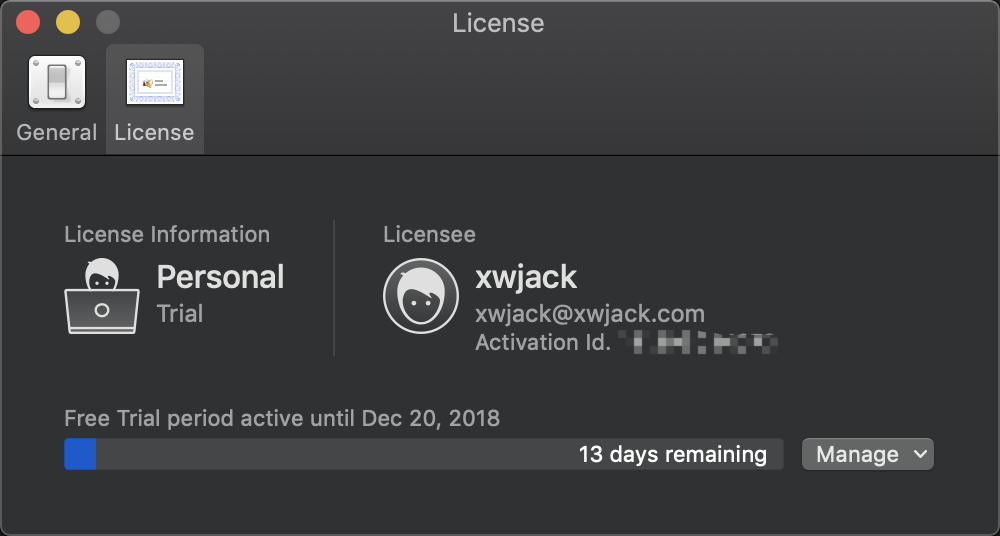 License
General
License
License Information
Personal
Trial
Licensee
xwjack
xwjack@xwjack.com
Activation Id.
Free Trial period active until Dec 20, 2018
13 days remaining
Manage